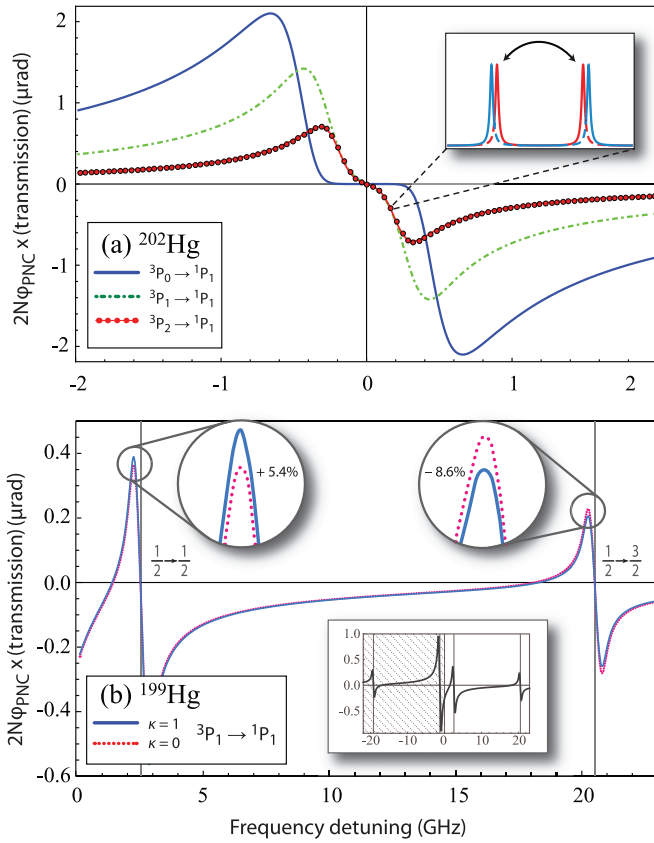 2Nφ_PNC x (transmission) (μrad)
2
1
0
-1
-2
(a) ²⁰²Hg
³P₀ → ¹P₁
³P₁ → ¹P₁
³P₂ → ¹P₁
-2 -1 0 1 2
2Nφ_PNC x (transmission) (μrad)
0.4
0.2
0.0
-0.2
-0.4
-0.6
+ 5.4%
− 8.6%
1/2 → 1/2
1/2 → 3/2
1.0
0.5
0.0
-0.5
-20 -10 0 10 20
(b) ¹⁹⁹Hg
κ = 1
κ = 0
³P₁ → ¹P₁
0 5 10 15 20
Frequency detuning (GHz)